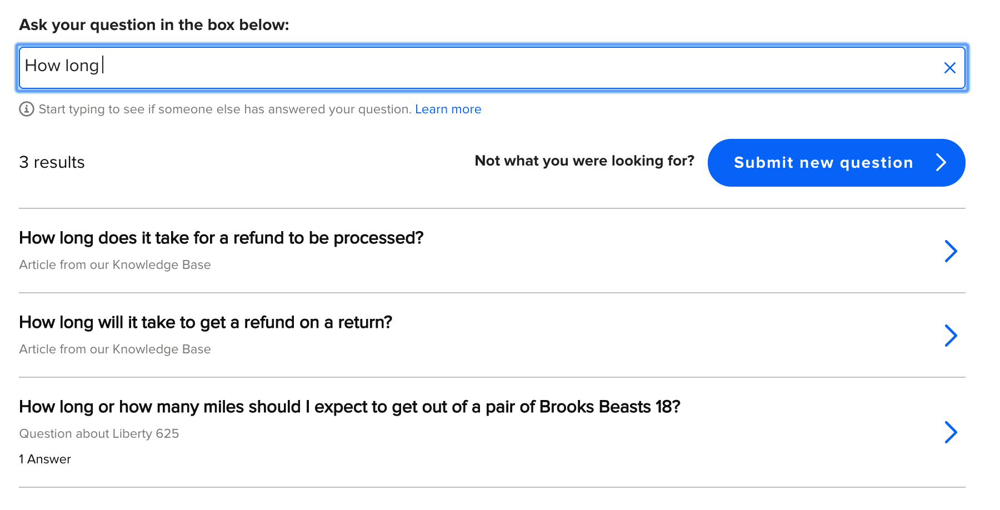 Ask your question in the box below:
How long
Start typing to see if someone else has answered your question. Learn more
3 results
Not what you were looking for?
Submit new question
How long does it take for a refund to be processed?
Article from our Knowledge Base
How long will it take to get a refund on a return?
Article from our Knowledge Base
How long or how many miles should I expect to get out of a pair of Brooks Beasts 18?
Question about Liberty 625
1 Answer